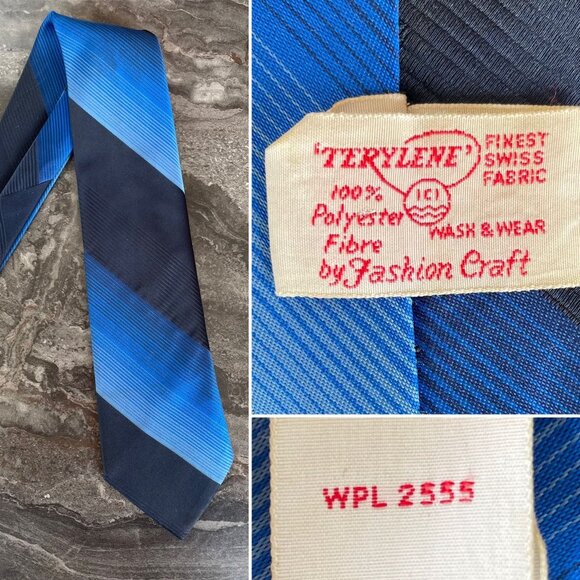 'TERYLENE'
FINEST
SWISS
FABRIC
ICI
100%
Polyester
Fibre
WASH & WEAR
by Fashion Craft
WPL 2555